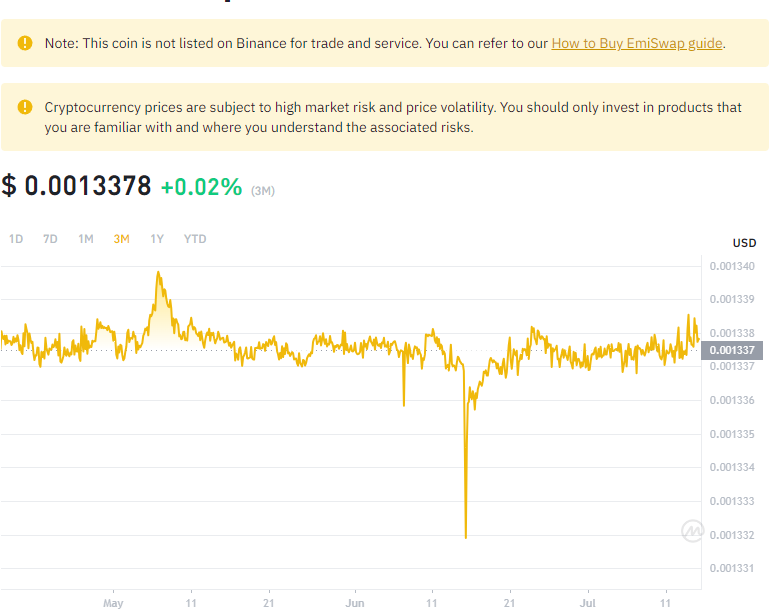 Note: This coin is not listed on Binance for trade and service. You can refer to our How to Buy EmiSwap guide.
Cryptocurrency prices are subject to high market risk and price volatility. You should only invest in products that
you are familiar with and where you understand the associated risks.
$ 0.0013378 +0.02% (3M)
1D 7D 1M 3M 1Y YTD
USD
0.001340
0.001339
0.001338
0.001337
0.001337
0.001336
0.001335
0.001334
0.001333
0.001332
0.001331
May 11 21 Jun 11 21 Jul 11